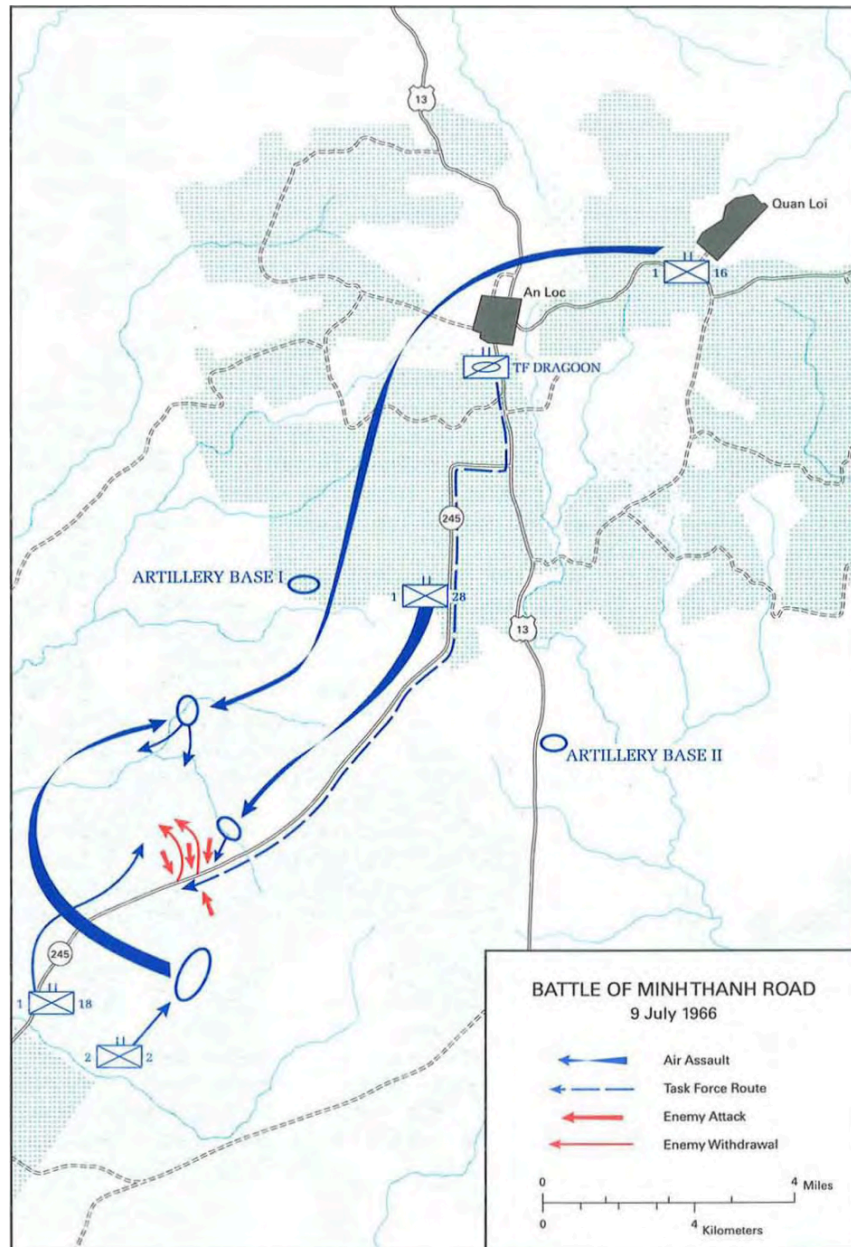 13
Quan Loi
1 16
An Loc
TF DRAGOON
245
ARTILLERY BASE I
1 28
13
ARTILLERY BASE II
245
1 18
2 2
BATTLE OF MINH THANH ROAD
9 July 1966
Air Assault
Task Force Route
Enemy Attack
Enemy Withdrawal
0 4 Miles
0 4
Kilometers